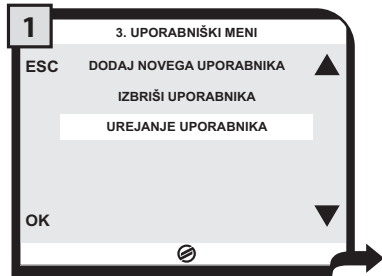 1
3. UPORABNIŠKI MENI
ESC DODAJ NOVEGA UPORABNIKA
IZBRIŠI UPORABNIKA
UREJANJE UPORABNIKA
OK